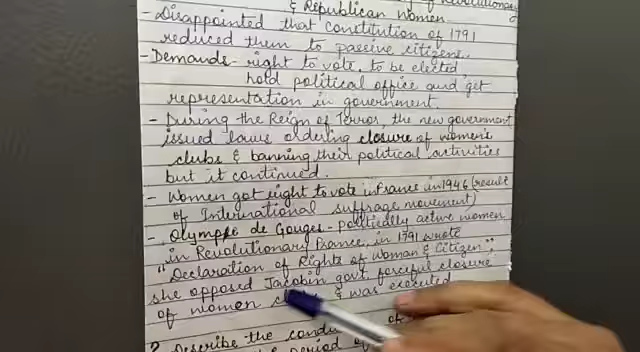 & Republican women
- Disappointed that constitution of 1791
reduced them to passive citizens.
- Demands - right to vote, to be elected,
hold political office and get
representation in government.
- During the Reign of Terror, the new government
issued laws ordering closure of women's
clubs & banning their political activities
but it continued.
- Women got right to vote in France in 1946 (result
of International suffrage movement)
- Olympe de Gouges - politically active women
in Revolutionary France, in 1791 wrote
"Declaration of Rights of Woman & Citizen",
she opposed Jacobin govt. forceful closure
of women & was executed
Describe the
period of